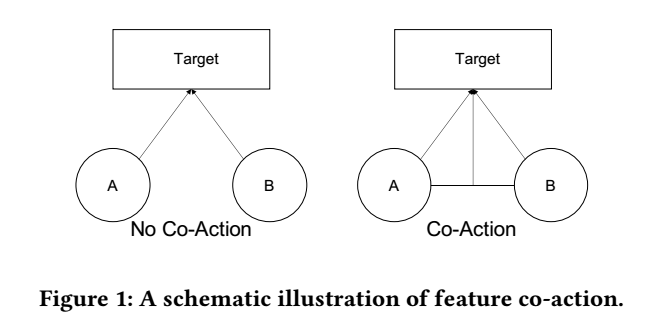 Target
Target
A
B
A
B
No Co-Action
Co-Action
Figure 1: A schematic illustration of feature co-action.